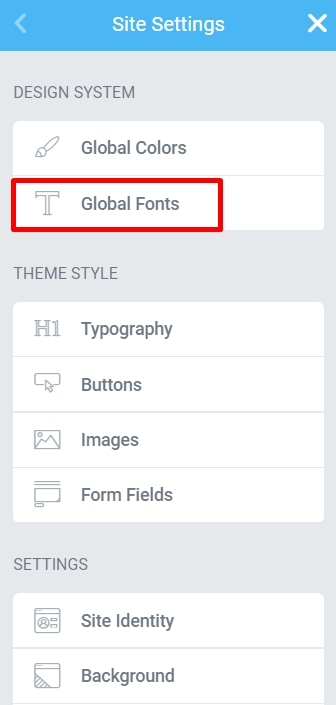 Site Settings
DESIGN SYSTEM
Global Colors
Global Fonts
THEME STYLE
H1 Typography
Buttons
Images
Form Fields
SETTINGS
Site Identity
Background